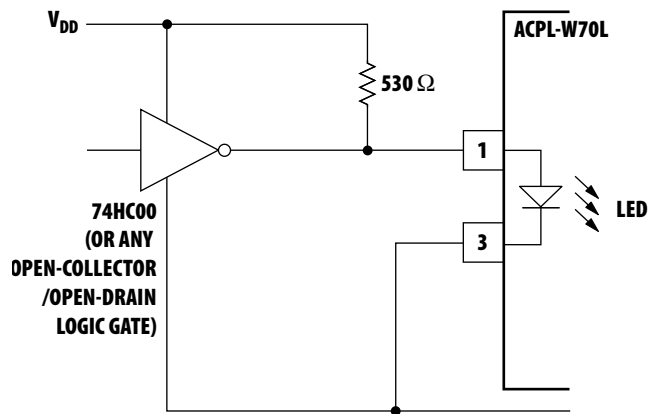 VDD
ACPL-W70L
530 Ω
1
LED
3
74HC00
(OR ANY
OPEN-COLLECTOR
/OPEN-DRAIN
LOGIC GATE)